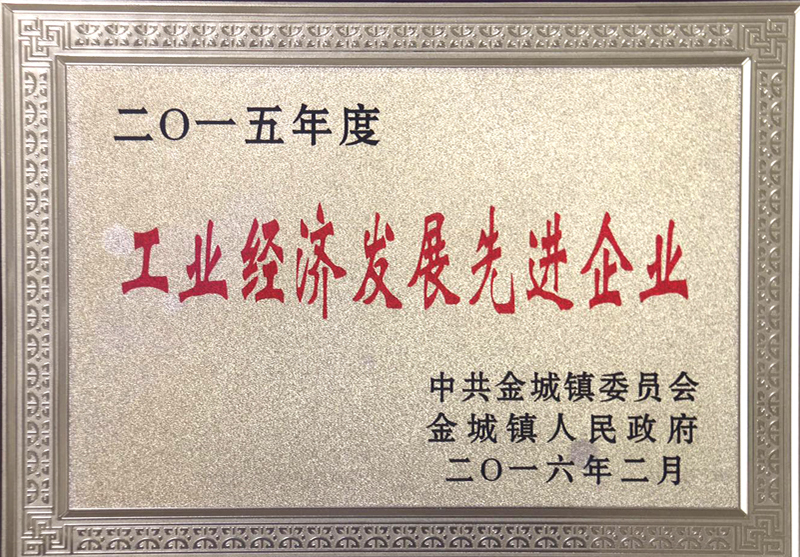 二〇一五年度
工业经济发展先进企业
中共金城镇委员会
金城镇人民政府
二〇一六年二月